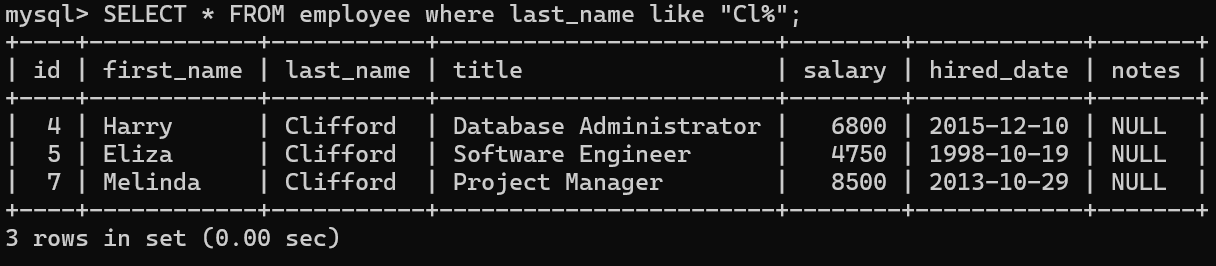 mysql> SELECT * FROM employee where last_name like "Cl%";
+----+------------+-----------+------------------------+--------+------------+-------+
| id | first_name | last_name | title                  | salary | hired_date | notes |
+----+------------+-----------+------------------------+--------+------------+-------+
|  4 | Harry      | Clifford  | Database Administrator |   6800 | 2015-12-10 | NULL  |
|  5 | Eliza      | Clifford  | Software Engineer      |   4750 | 1998-10-19 | NULL  |
|  7 | Melinda    | Clifford  | Project Manager        |   8500 | 2013-10-29 | NULL  |
+----+------------+-----------+------------------------+--------+------------+-------+
3 rows in set (0.00 sec)